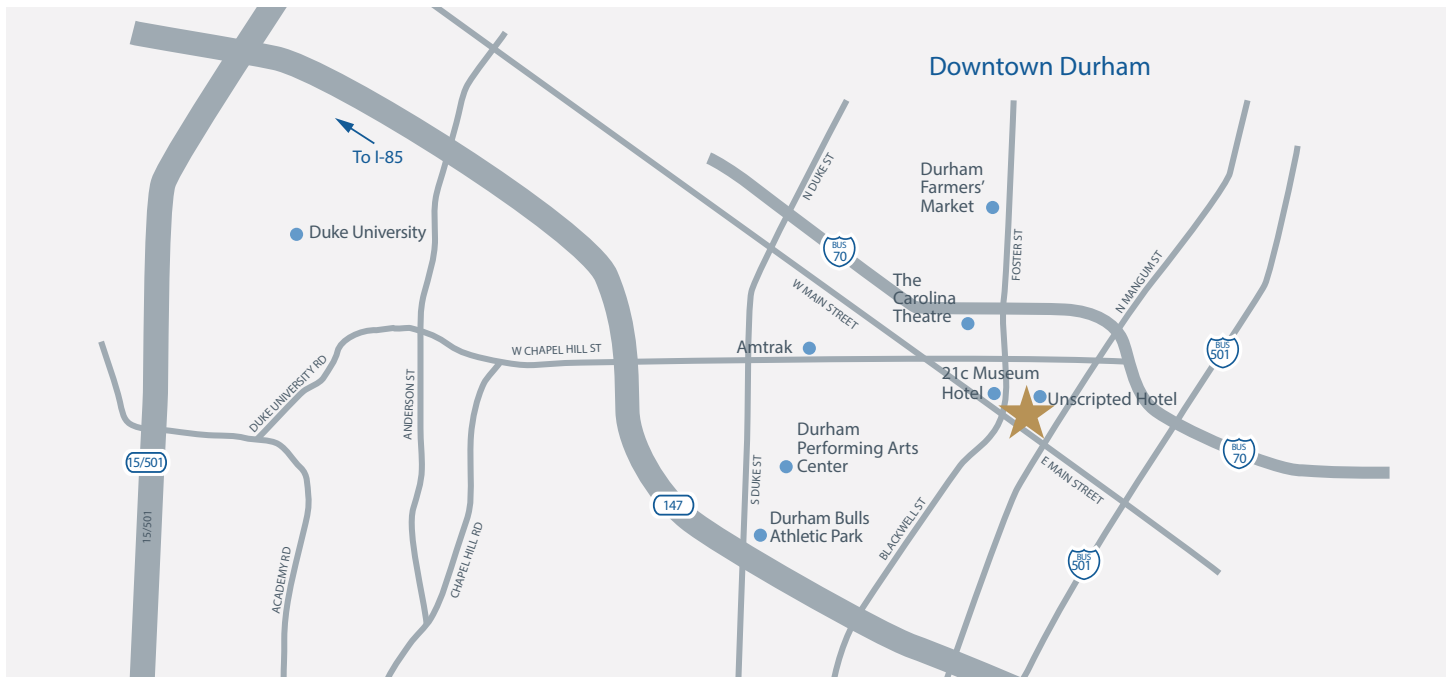 Downtown Durham
To I-85
N DUKE ST
Durham
Farmers’
Market
Duke University
BUS
70
FOSTER ST
N MANGUM ST
The
Carolina
Theatre
W MAIN STREET
Amtrak
W CHAPEL HILL ST
BUS
501
DUKE UNIVERSITY RD
ANDERSON ST
21c Museum
Hotel
Unscripted Hotel
15/501
Durham
Performing Arts
Center
BUS
70
E MAIN STREET
S DUKE ST
147
15/501
Durham Bulls
Athletic Park
BLACKWELL ST
CHAPEL HILL RD
ACADEMY RD
BUS
501